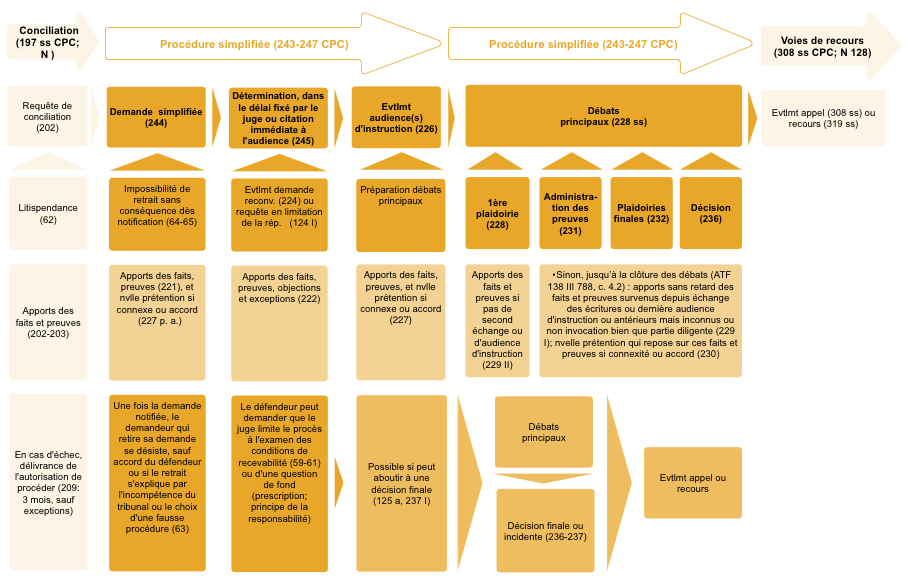 Conciliation
(197 ss CPC;
N )
Procédure simplifiée (243-247 CPC)
Procédure simplifiée (243-247 CPC)
Voies de recours
(308 ss CPC; N 128)
Requête de
conciliation
(202)
Demande simplifiée
(244)
Détermination, dans
le délai fixé par le
juge ou citation
immédiate à
l'audience (245)
Evtlmt
audience(s)
d'instruction (226)
Débats
principaux (228 ss)
Evtlmt appel (308 ss) ou
recours (319 ss)
Litispendance
(62)
Impossibilité de
retrait sans
conséquence dès
notification (64-65)
Evtlmt demande
reconv. (224) ou
requête en limitation
de la rép. (124 I)
Préparation débats
principaux
1ère
plaidoirie
(228)
Administra-
tion des
preuves
(231)
Plaidoiries
finales (232)
Décision
(236)
Apports des
faits et preuves
(202-203)
Apports des faits,
preuves (221), et
nvlle prétention si
connexe ou accord
(227 p. a.)
Apports des faits,
preuves, objections
et exceptions (222)
Apports des faits,
preuves, et nvlle
prétention si
connexe ou accord
(227)
Apports des
faits et
preuves si
pas de
second
échange ou
d'audience
d'instruction
(229 II)
•Sinon, jusqu'à la clôture des débats (ATF
138 III 788, c. 4.2) : apports sans retard des
faits et preuves survenus depuis échange
des écritures ou dernière audience
d'instruction ou antérieurs mais inconnus ou
non invocation bien que partie diligente (229
I); nvelle prétention qui repose sur ces faits et
preuves si connexité ou accord (230)
En cas d'échec,
délivrance de
l'autorisation de
procéder (209:
3 mois, sauf
exceptions)
Une fois la demande
notifiée, le
demandeur qui
retire sa demande
se désiste, sauf
accord du défendeur
ou si le retrait
s'explique par
l'incompétence du
tribunal ou le choix
d'une fausse
procédure (63)
Le défendeur peut
demander que le
juge limite le procès
à l'examen des
conditions de
recevabilité (59-61)
ou d'une question
de fond
(prescription;
principe de la
responsabilité)
Possible si peut
aboutir à une
décision finale
(125 a, 237 I)
Débats
principaux
Décision finale ou
incidente (236-237)
Evtlmt appel ou
recours